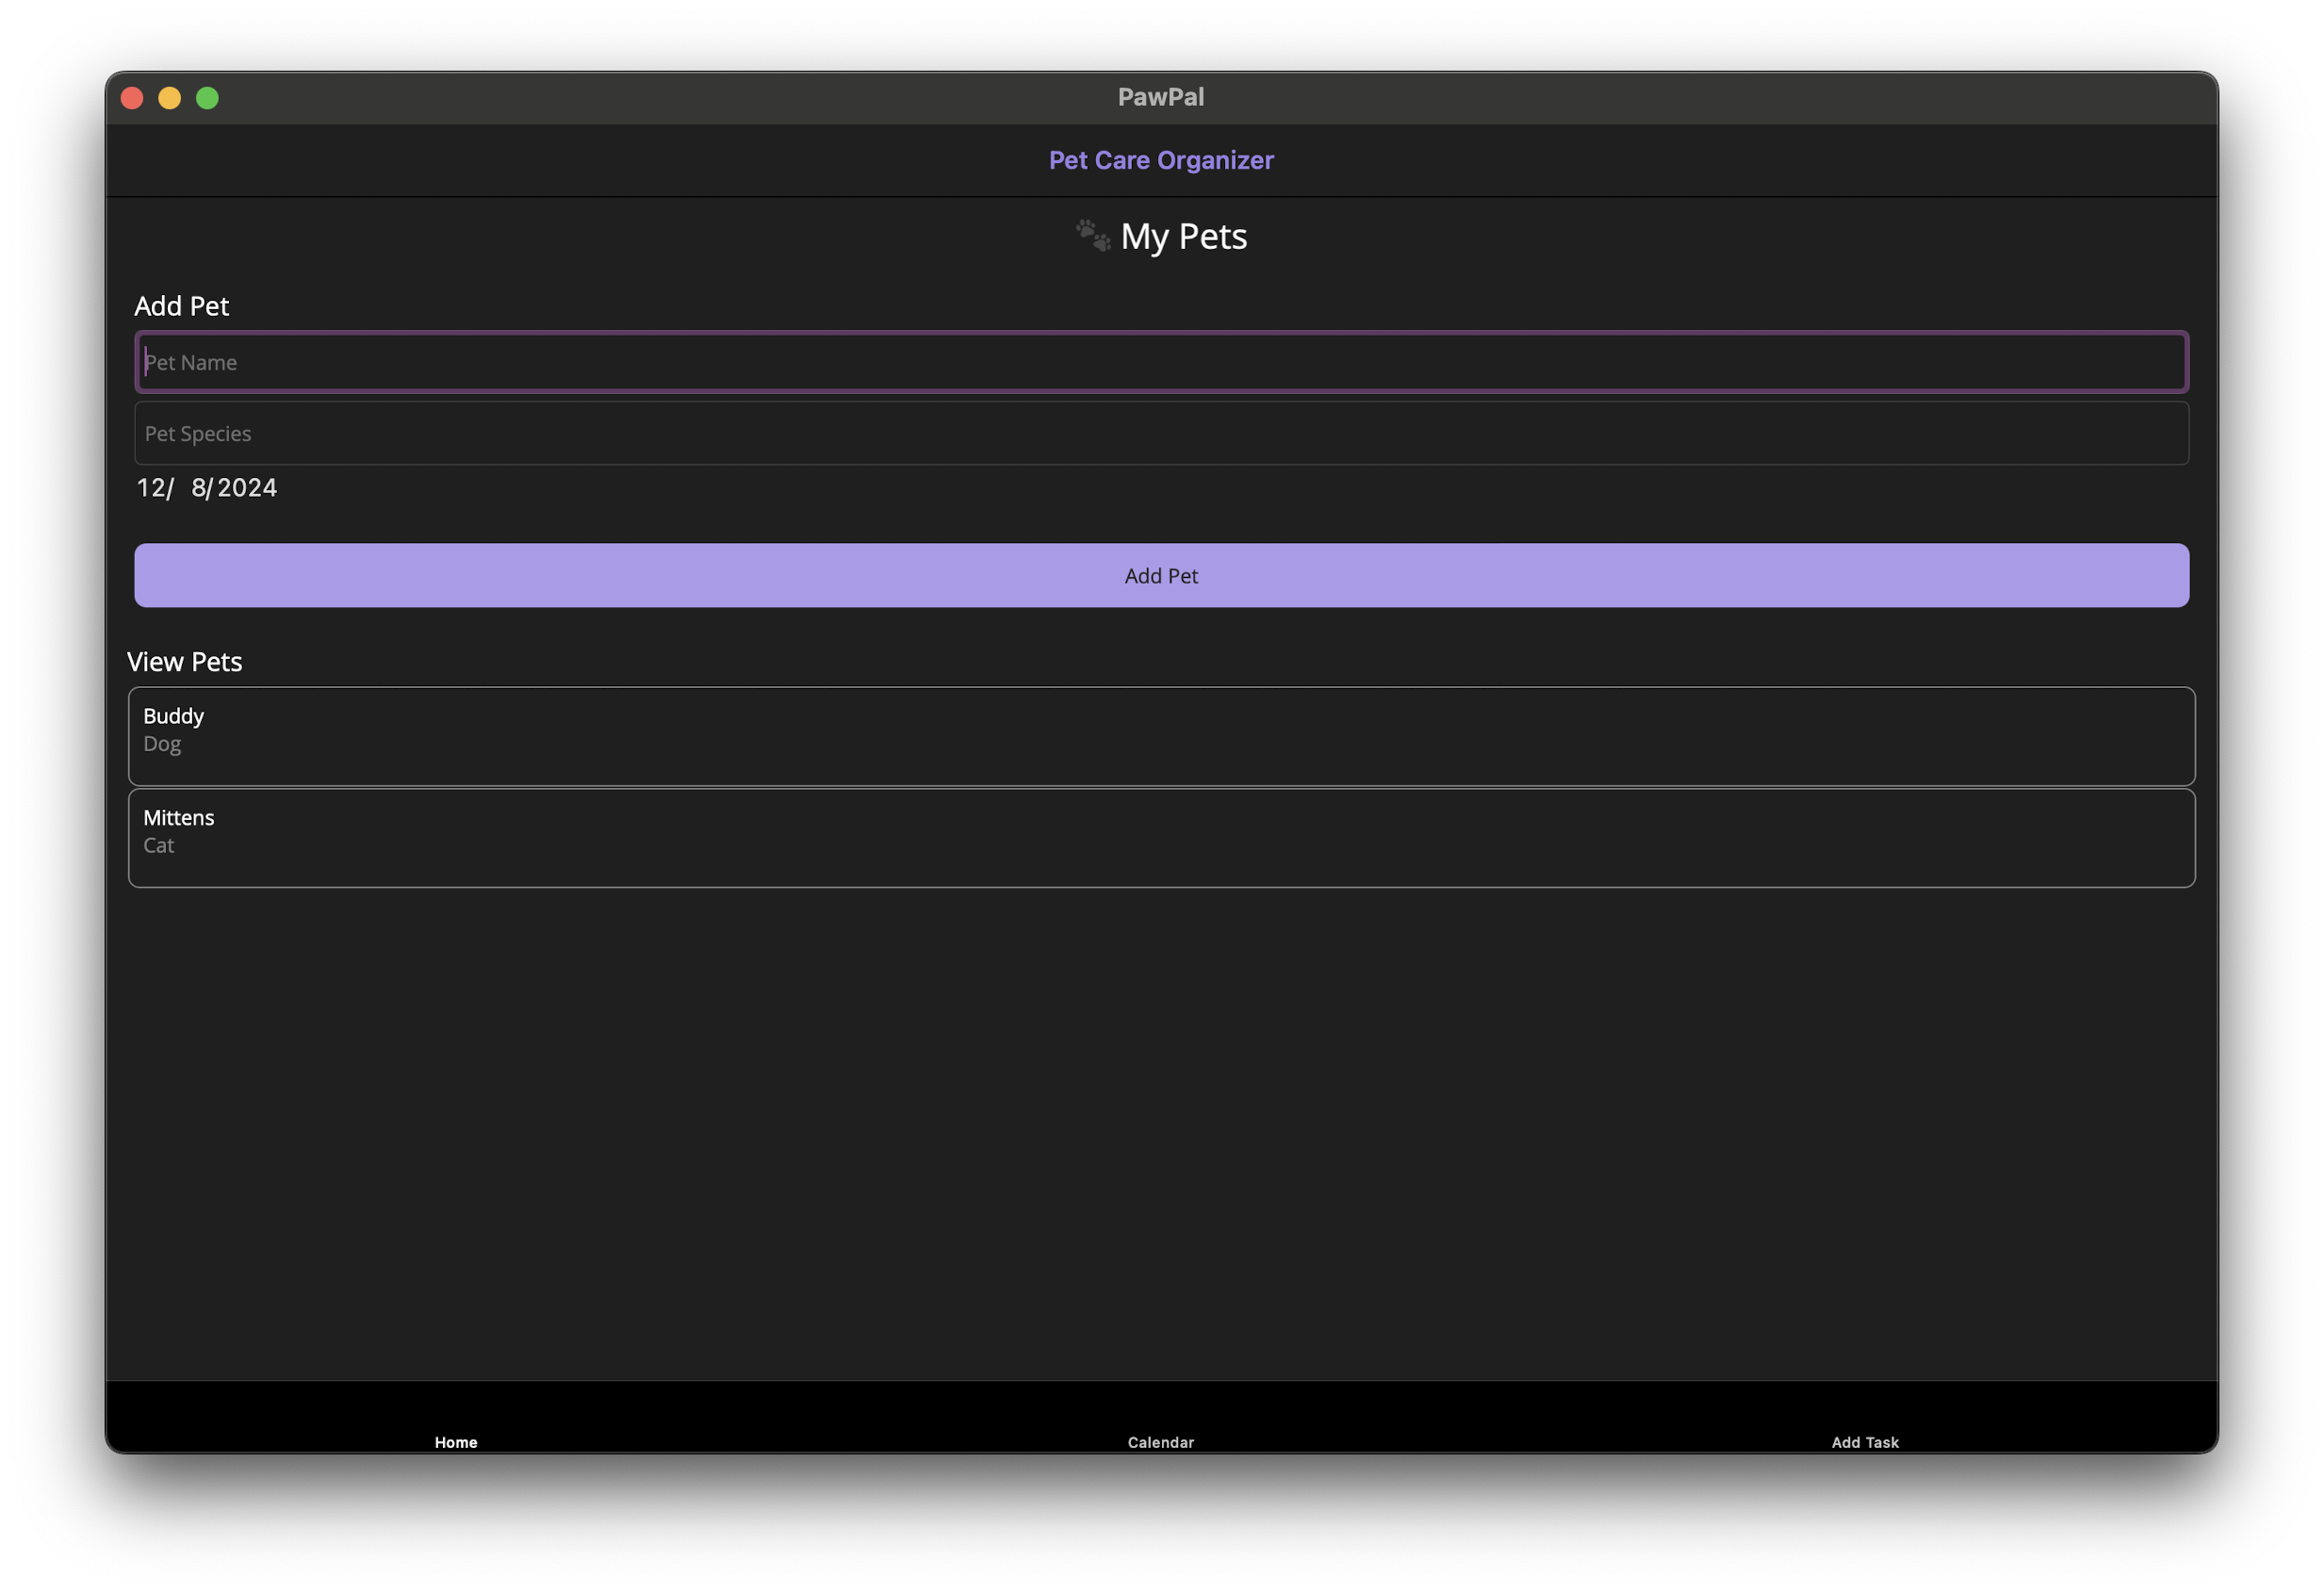 PawPal
Pet Care Organizer
🐾 My Pets
Add Pet
Pet Name
Pet Species
12/ 8/2024
Add Pet
View Pets
Buddy
Dog
Mittens
Cat
Home Calendar Add Task